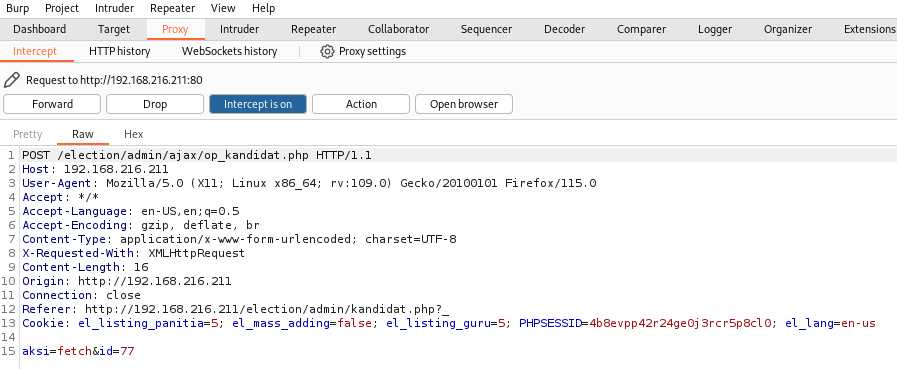 Burp Project Intruder Repeater View Help
Dashboard Target Proxy Intruder Repeater Collaborator Sequencer Decoder Comparer Logger Organizer Extensions
Intercept HTTP history WebSockets history Proxy settings
Request to http://192.168.216.211:80
Forward Drop Intercept is on Action Open browser
Pretty Raw Hex
1 POST /election/admin/ajax/op_kandidat.php HTTP/1.1
2 Host: 192.168.216.211
3 User-Agent: Mozilla/5.0 (X11; Linux x86_64; rv:109.0) Gecko/20100101 Firefox/115.0
4 Accept: */*
5 Accept-Language: en-US,en;q=0.5
6 Accept-Encoding: gzip, deflate, br
7 Content-Type: application/x-www-form-urlencoded; charset=UTF-8
8 X-Requested-With: XMLHttpRequest
9 Content-Length: 16
10 Origin: http://192.168.216.211
11 Connection: close
12 Referer: http://192.168.216.211/election/admin/kandidat.php?_
13 Cookie: el_listing_panitia=5; el_mass_adding=false; el_listing_guru=5; PHPSESSID=4b8evpp42r24ge0j3rcr5p8cl0; el_lang=en-us
14
15 aksi=fetch&id=77